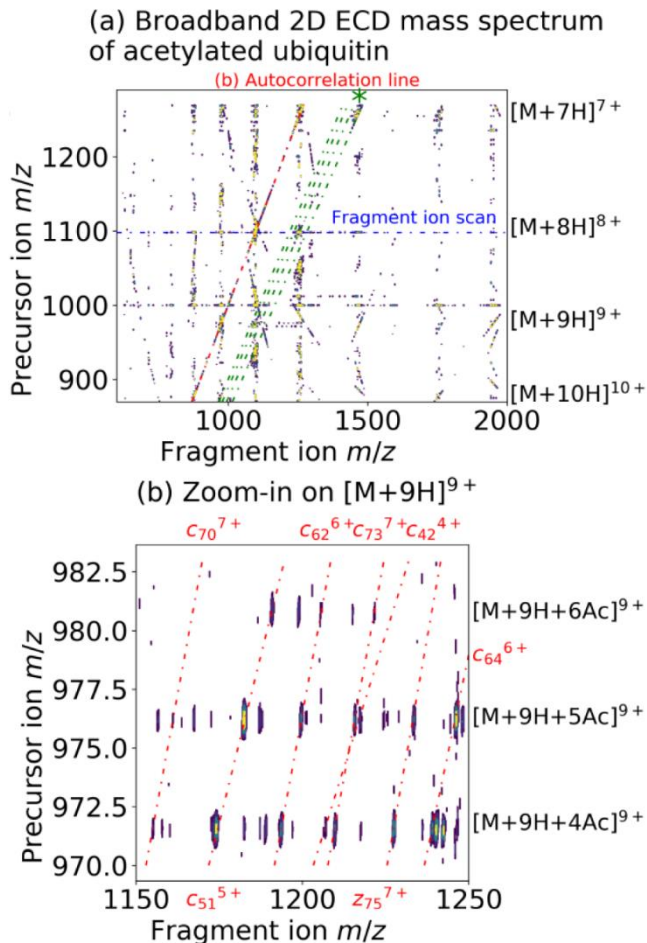 (a) Broadband 2D ECD mass spectrum
of acetylated ubiquitin
(b) Autocorrelation line
*
[M+7H]⁷⁺
1200
Fragment ion scan
1100
[M+8H]⁸⁺
1000
[M+9H]⁹⁺
900
[M+10H]¹⁰⁺
Precursor ion m/z
1000 1500 2000
Fragment ion m/z
(b) Zoom-in on [M+9H]⁹⁺
c₇₀⁷⁺ c₆₂⁶⁺ c₇₃⁷⁺ c₄₂⁴⁺
982.5
980.0
[M+9H+6Ac]⁹⁺
c₆₄⁶⁺
977.5
[M+9H+5Ac]⁹⁺
975.0
972.5
[M+9H+4Ac]⁹⁺
970.0
Precursor ion m/z
1150 1200 1250
c₅₁⁵⁺ z₇₅⁷⁺
Fragment ion m/z